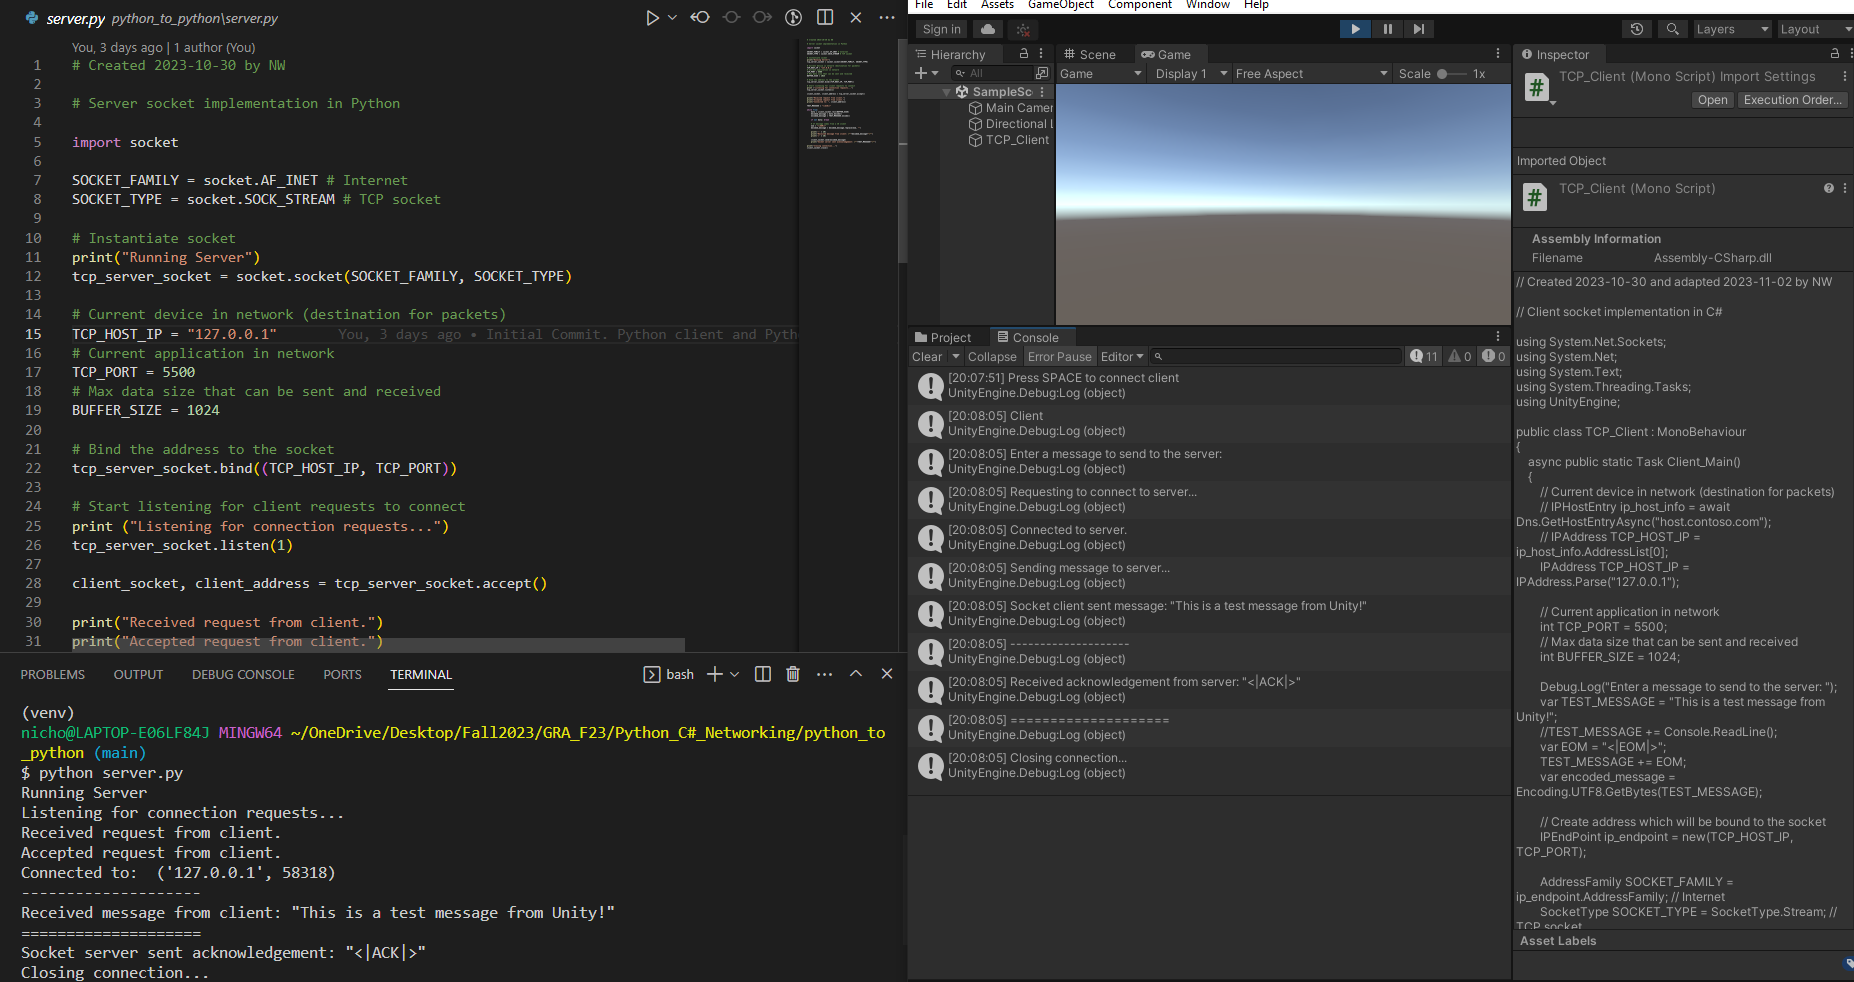 server.py python_to_python\server.py
You, 3 days ago | 1 author (You)
1 # Created 2023-10-30 by NW
2
3 # Server socket implementation in Python
4
5 import socket
6
7 SOCKET_FAMILY = socket.AF_INET # Internet
8 SOCKET_TYPE = socket.SOCK_STREAM # TCP socket
9
10 # Instantiate socket
11 print("Running Server")
12 tcp_server_socket = socket.socket(SOCKET_FAMILY, SOCKET_TYPE)
13
14 # Current device in network (destination for packets)
15 TCP_HOST_IP = "127.0.0.1" You, 3 days ago • Initial Commit. Python client and Pyth
16 # Current application in network
17 TCP_PORT = 5500
18 # Max data size that can be sent and received
19 BUFFER_SIZE = 1024
20
21 # Bind the address to the socket
22 tcp_server_socket.bind((TCP_HOST_IP, TCP_PORT))
23
24 # Start listening for client requests to connect
25 print ("Listening for connection requests...")
26 tcp_server_socket.listen(1)
27
28 client_socket, client_address = tcp_server_socket.accept()
29
30 print("Received request from client.")
31 print("Accepted request from client.")
PROBLEMS OUTPUT DEBUG CONSOLE PORTS TERMINAL bash
(venv)
nicho@LAPTOP-E06LF84J MINGW64 ~/OneDrive/Desktop/Fall2023/GRA_F23/Python_C#_Networking/python_to
_python (main)
$ python server.py
Running Server
Listening for connection requests...
Received request from client.
Accepted request from client.
Connected to:  ('127.0.0.1', 58318)
--------------------
Received message from client: "This is a test message from Unity!"
====================
Socket server sent acknowledgement: "<|ACK|>"
Closing connection...
File Edit Assets GameObject Component Window Help
Sign in Layers Layout
Hierarchy
All
SampleSc
Main Camer
Directional L
TCP_Client
Scene Game
Game Display 1 Free Aspect Scale 1x
Project Console
Clear Collapse Error Pause Editor 11 0 0
[20:07:51] Press SPACE to connect client
UnityEngine.Debug:Log (object)
[20:08:05] Client
UnityEngine.Debug:Log (object)
[20:08:05] Enter a message to send to the server:
UnityEngine.Debug:Log (object)
[20:08:05] Requesting to connect to server...
UnityEngine.Debug:Log (object)
[20:08:05] Connected to server.
UnityEngine.Debug:Log (object)
[20:08:05] Sending message to server...
UnityEngine.Debug:Log (object)
[20:08:05] Socket client sent message: "This is a test message from Unity!"
UnityEngine.Debug:Log (object)
[20:08:05] --------------------
UnityEngine.Debug:Log (object)
[20:08:05] Received acknowledgement from server: "<|ACK|>"
UnityEngine.Debug:Log (object)
[20:08:05] ====================
UnityEngine.Debug:Log (object)
[20:08:05] Closing connection...
UnityEngine.Debug:Log (object)
Inspector
TCP_Client (Mono Script) Import Settings
Open Execution Order...
Imported Object
TCP_Client (Mono Script)
Assembly Information
Filename Assembly-CSharp.dll
// Created 2023-10-30 and adapted 2023-11-02 by NW
// Client socket implementation in C#
using System.Net.Sockets;
using System.Net;
using System.Text;
using System.Threading.Tasks;
using UnityEngine;
public class TCP_Client : MonoBehaviour
{
async public static Task Client_Main()
{
// Current device in network (destination for packets)
// IPHostEntry ip_host_info = await
Dns.GetHostEntryAsync("host.contoso.com");
// IPAddress TCP_HOST_IP =
ip_host_info.AddressList[0];
IPAddress TCP_HOST_IP =
IPAddress.Parse("127.0.0.1");
// Current application in network
int TCP_PORT = 5500;
// Max data size that can be sent and received
int BUFFER_SIZE = 1024;
Debug.Log("Enter a message to send to the server: ");
var TEST_MESSAGE = "This is a test message from
Unity!";
//TEST_MESSAGE += Console.ReadLine();
var EOM = "<|EOM|>";
TEST_MESSAGE += EOM;
var encoded_message =
Encoding.UTF8.GetBytes(TEST_MESSAGE);
// Create address which will be bound to the socket
IPEndPoint ip_endpoint = new(TCP_HOST_IP,
TCP_PORT);
AddressFamily SOCKET_FAMILY =
ip_endpoint.AddressFamily; // Internet
SocketType SOCKET_TYPE = SocketType.Stream; //
TCP socket
Asset Labels